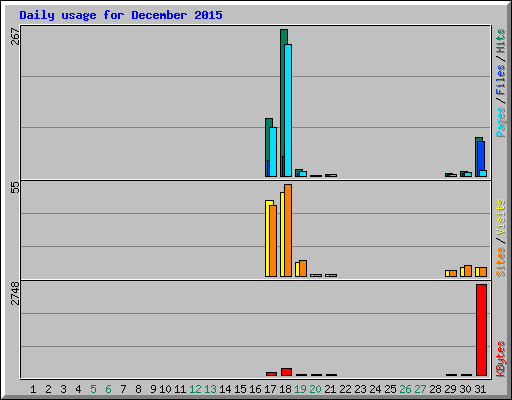 Daily usage for December 2015
267
Pages / Files / Hits
55
Sites / Visits
2748
KBytes
1 2 3 4 5 6 7 8 9 10 11 12 13 14 15 16 17 18 19 20 21 22 23 24 25 26 27 28 29 30 31